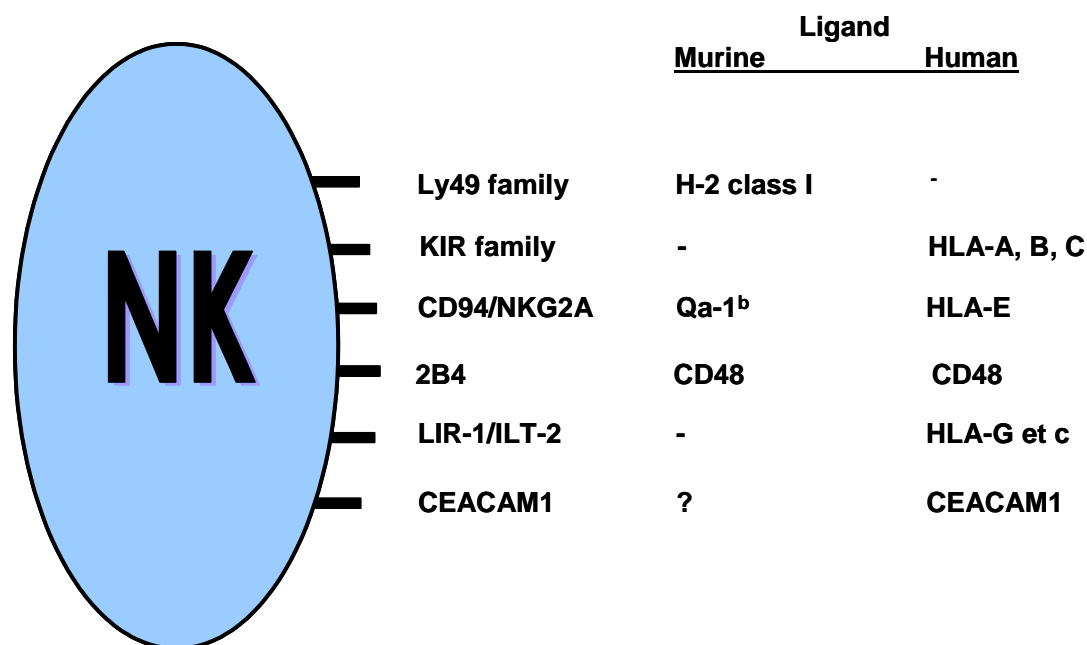 Ligand
Murine Human
Ly49 family H-2 class I -
KIR family - HLA-A, B, C
NK
CD94/NKG2A Qa-1ᵇ HLA-E
2B4 CD48 CD48
LIR-1/ILT-2 - HLA-G et c
CEACAM1 ? CEACAM1